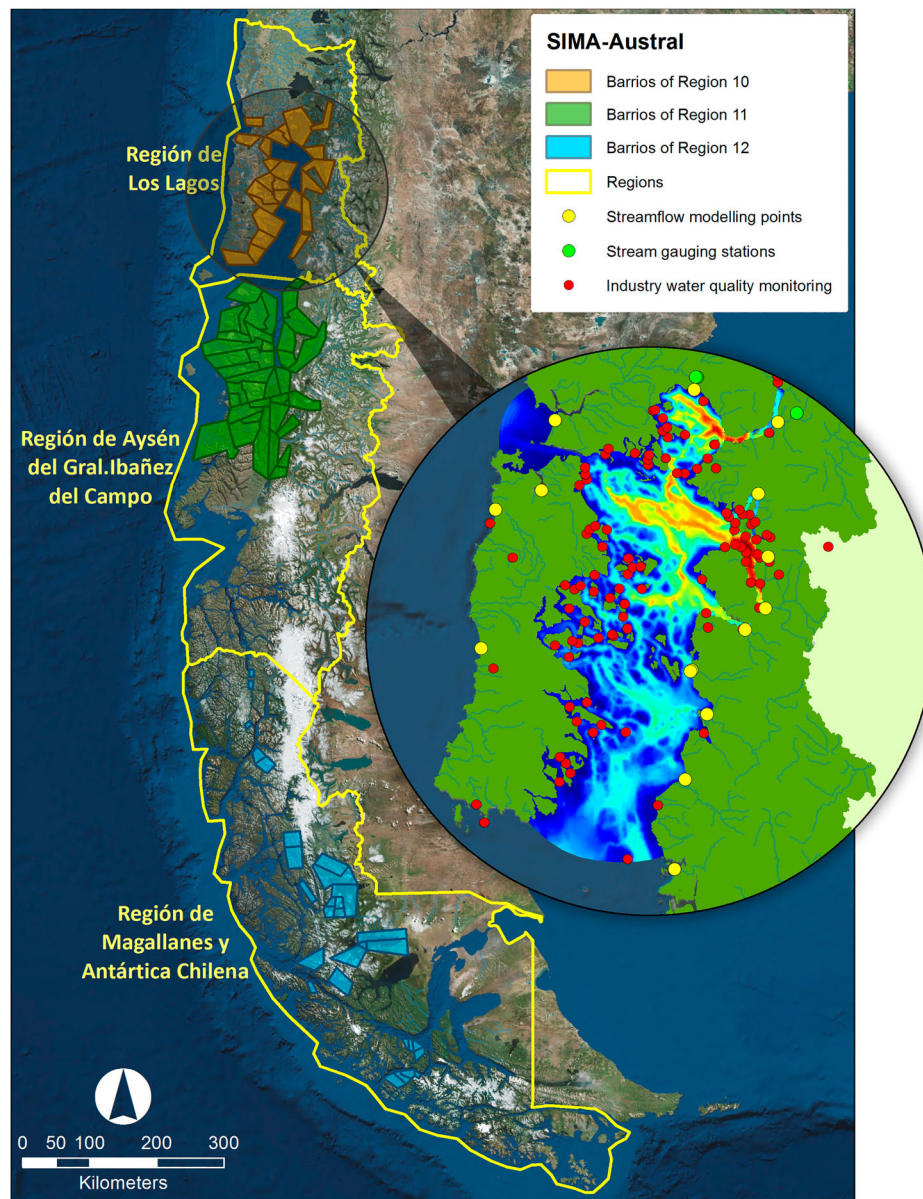 SIMA-Austral
Barrios of Region 10
Barrios of Region 11
Barrios of Region 12
Regions
Streamflow modelling points
Stream gauging stations
Industry water quality monitoring
Región de
Los Lagos
Región de Aysén
del Gral.Ibañez
del Campo
Región de
Magallanes y
Antártica Chilena
0 50 100 200 300
Kilometers